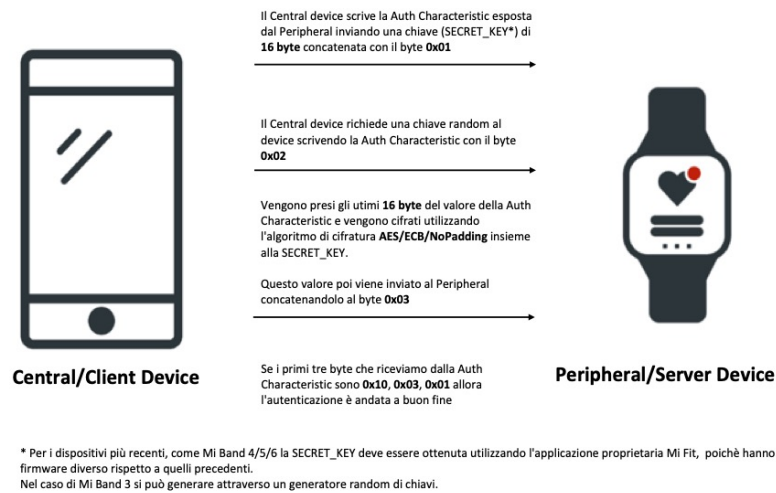 Il Central device scrive la Auth Characteristic esposta
dal Peripheral inviando una chiave (SECRET_KEY*) di
16 byte concatenata con il byte 0x01
Il Central device richiede una chiave random al
device scrivendo la Auth Characteristic con il byte
0x02
Vengono presi gli utimi 16 byte del valore della Auth
Characteristic e vengono cifrati utilizzando
l'algoritmo di cifratura AES/ECB/NoPadding insieme
alla SECRET_KEY.
Questo valore poi viene inviato al Peripheral
concatenandolo al byte 0x03
Se i primi tre byte che riceviamo dalla Auth
Characteristic sono 0x10, 0x03, 0x01 allora
l'autenticazione è andata a buon fine
Central/Client Device
Peripheral/Server Device
* Per i dispositivi più recenti, come Mi Band 4/5/6 la SECRET_KEY deve essere ottenuta utilizzando l'applicazione proprietaria Mi Fit, poichè hanno
firmware diverso rispetto a quelli precedenti.
Nel caso di Mi Band 3 si può generare attraverso un generatore random di chiavi.